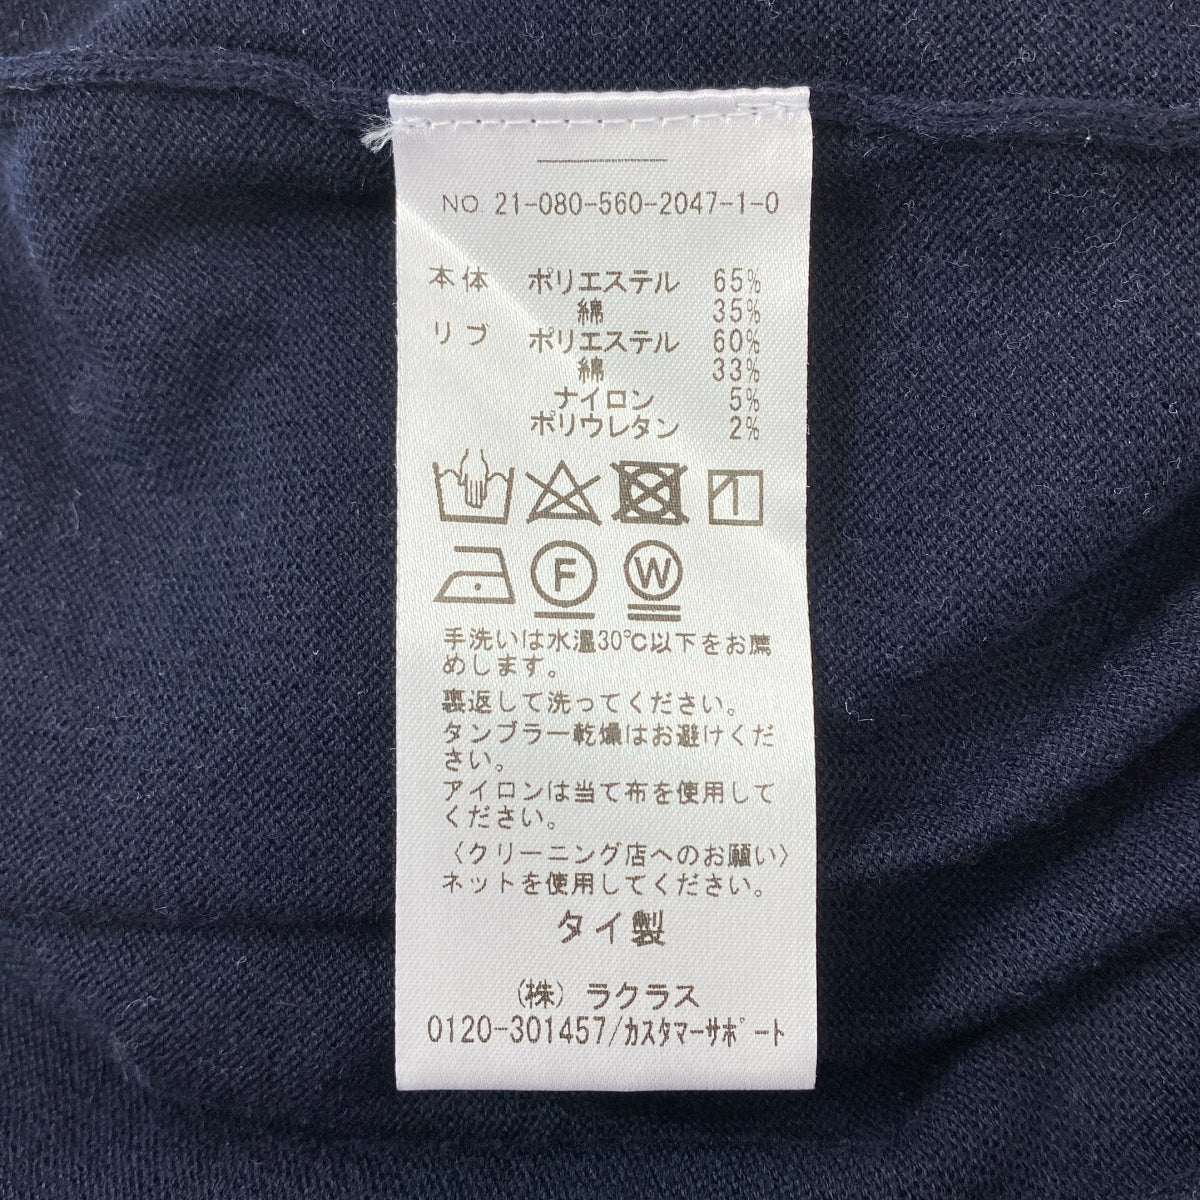 NO. 21-080-560-2047-1-0
本体 ポリエステル 65%
綿 35%
リブ ポリエステル 60%
綿 33%
ナイロン 5%
ポリウレタン 2%
F W
手洗いは水温30℃以下をお薦
めします。
裏返して洗ってください。
タンブラー乾燥はお避けくだ
さい。
アイロンは当て布を使用して
ください。
〈クリーニング店へのお願い〉
ネットを使用してください。
タイ製
(株) ラクラス
0120-301457/ｶｽﾀﾏｰｻﾎﾟｰﾄ